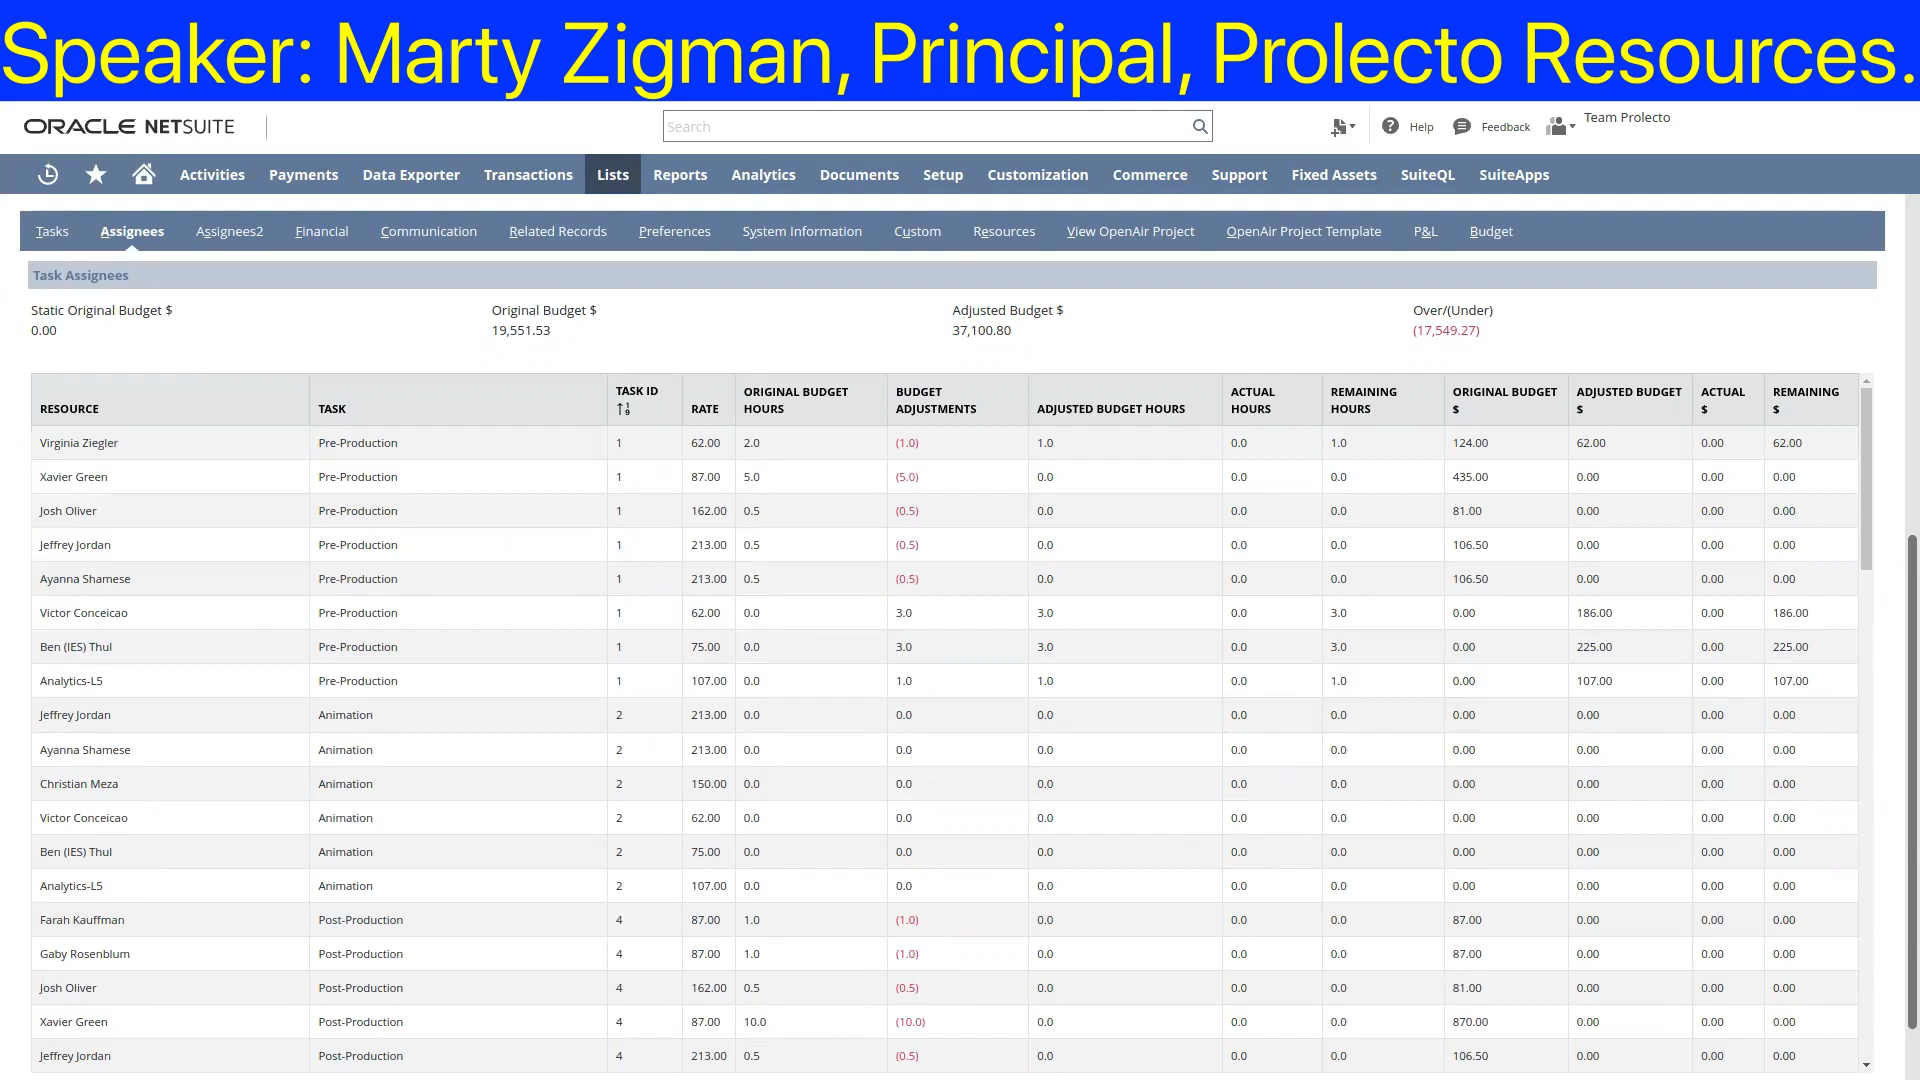 Speaker: Marty Zigman, Principal, Prolecto Resources.
ORACLE NETSUITE
Search
Help
Feedback
Team Prolecto
Activities Payments Data Exporter Transactions Lists Reports Analytics Documents Setup Customization Commerce Support Fixed Assets SuiteQL SuiteApps
Tasks Assignees Assignees2 Financial Communication Related Records Preferences System Information Custom Resources View OpenAir Project OpenAir Project Template P&L Budget
Task Assignees
Static Original Budget $ Original Budget $ Adjusted Budget $ Over/(Under)
0.00 19,551.53 37,100.80 (17,549.27)
RESOURCE TASK TASK ID RATE ORIGINAL BUDGET HOURS BUDGET ADJUSTMENTS ADJUSTED BUDGET HOURS ACTUAL HOURS REMAINING HOURS ORIGINAL BUDGET $ ADJUSTED BUDGET $ ACTUAL $ REMAINING $
Virginia Ziegler Pre-Production 1 62.00 2.0 (1.0) 1.0 0.0 1.0 124.00 62.00 0.00 62.00
Xavier Green Pre-Production 1 87.00 5.0 (5.0) 0.0 0.0 0.0 435.00 0.00 0.00 0.00
Josh Oliver Pre-Production 1 162.00 0.5 (0.5) 0.0 0.0 0.0 81.00 0.00 0.00 0.00
Jeffrey Jordan Pre-Production 1 213.00 0.5 (0.5) 0.0 0.0 0.0 106.50 0.00 0.00 0.00
Ayanna Shamese Pre-Production 1 213.00 0.5 (0.5) 0.0 0.0 0.0 106.50 0.00 0.00 0.00
Victor Conceicao Pre-Production 1 62.00 0.0 3.0 3.0 0.0 3.0 0.00 186.00 0.00 186.00
Ben (IES) Thul Pre-Production 1 75.00 0.0 3.0 3.0 0.0 3.0 0.00 225.00 0.00 225.00
Analytics-L5 Pre-Production 1 107.00 0.0 1.0 1.0 0.0 1.0 0.00 107.00 0.00 107.00
Jeffrey Jordan Animation 2 213.00 0.0 0.0 0.0 0.0 0.0 0.00 0.00 0.00 0.00
Ayanna Shamese Animation 2 213.00 0.0 0.0 0.0 0.0 0.0 0.00 0.00 0.00 0.00
Christian Meza Animation 2 150.00 0.0 0.0 0.0 0.0 0.0 0.00 0.00 0.00 0.00
Victor Conceicao Animation 2 62.00 0.0 0.0 0.0 0.0 0.0 0.00 0.00 0.00 0.00
Ben (IES) Thul Animation 2 75.00 0.0 0.0 0.0 0.0 0.0 0.00 0.00 0.00 0.00
Analytics-L5 Animation 2 107.00 0.0 0.0 0.0 0.0 0.0 0.00 0.00 0.00 0.00
Farah Kauffman Post-Production 4 87.00 1.0 (1.0) 0.0 0.0 0.0 87.00 0.00 0.00 0.00
Gaby Rosenblum Post-Production 4 87.00 1.0 (1.0) 0.0 0.0 0.0 87.00 0.00 0.00 0.00
Josh Oliver Post-Production 4 162.00 0.5 (0.5) 0.0 0.0 0.0 81.00 0.00 0.00 0.00
Xavier Green Post-Production 4 87.00 10.0 (10.0) 0.0 0.0 0.0 870.00 0.00 0.00 0.00
Jeffrey Jordan Post-Production 4 213.00 0.5 (0.5) 0.0 0.0 0.0 106.50 0.00 0.00 0.00